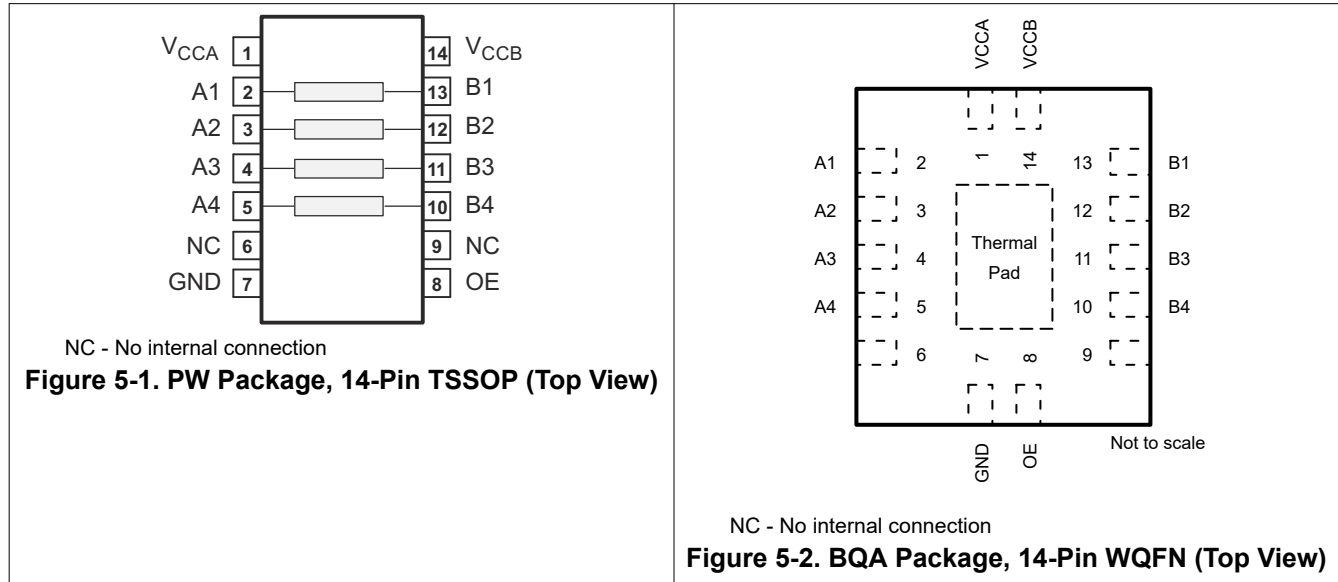 VCCA 1 14 VCCB
A1 2 13 B1
A2 3 12 B2
A3 4 11 B3
A4 5 10 B4
NC 6 9 NC
GND 7 8 OE
NC - No internal connection
Figure 5-1. PW Package, 14-Pin TSSOP (Top View)
VCCA VCCB
1 14
A1 2 13 B1
A2 3 12 B2
A3 4 11 B3
A4 5 10 B4
6 9
Thermal
Pad
7 8
GND OE
Not to scale
NC - No internal connection
Figure 5-2. BQA Package, 14-Pin WQFN (Top View)